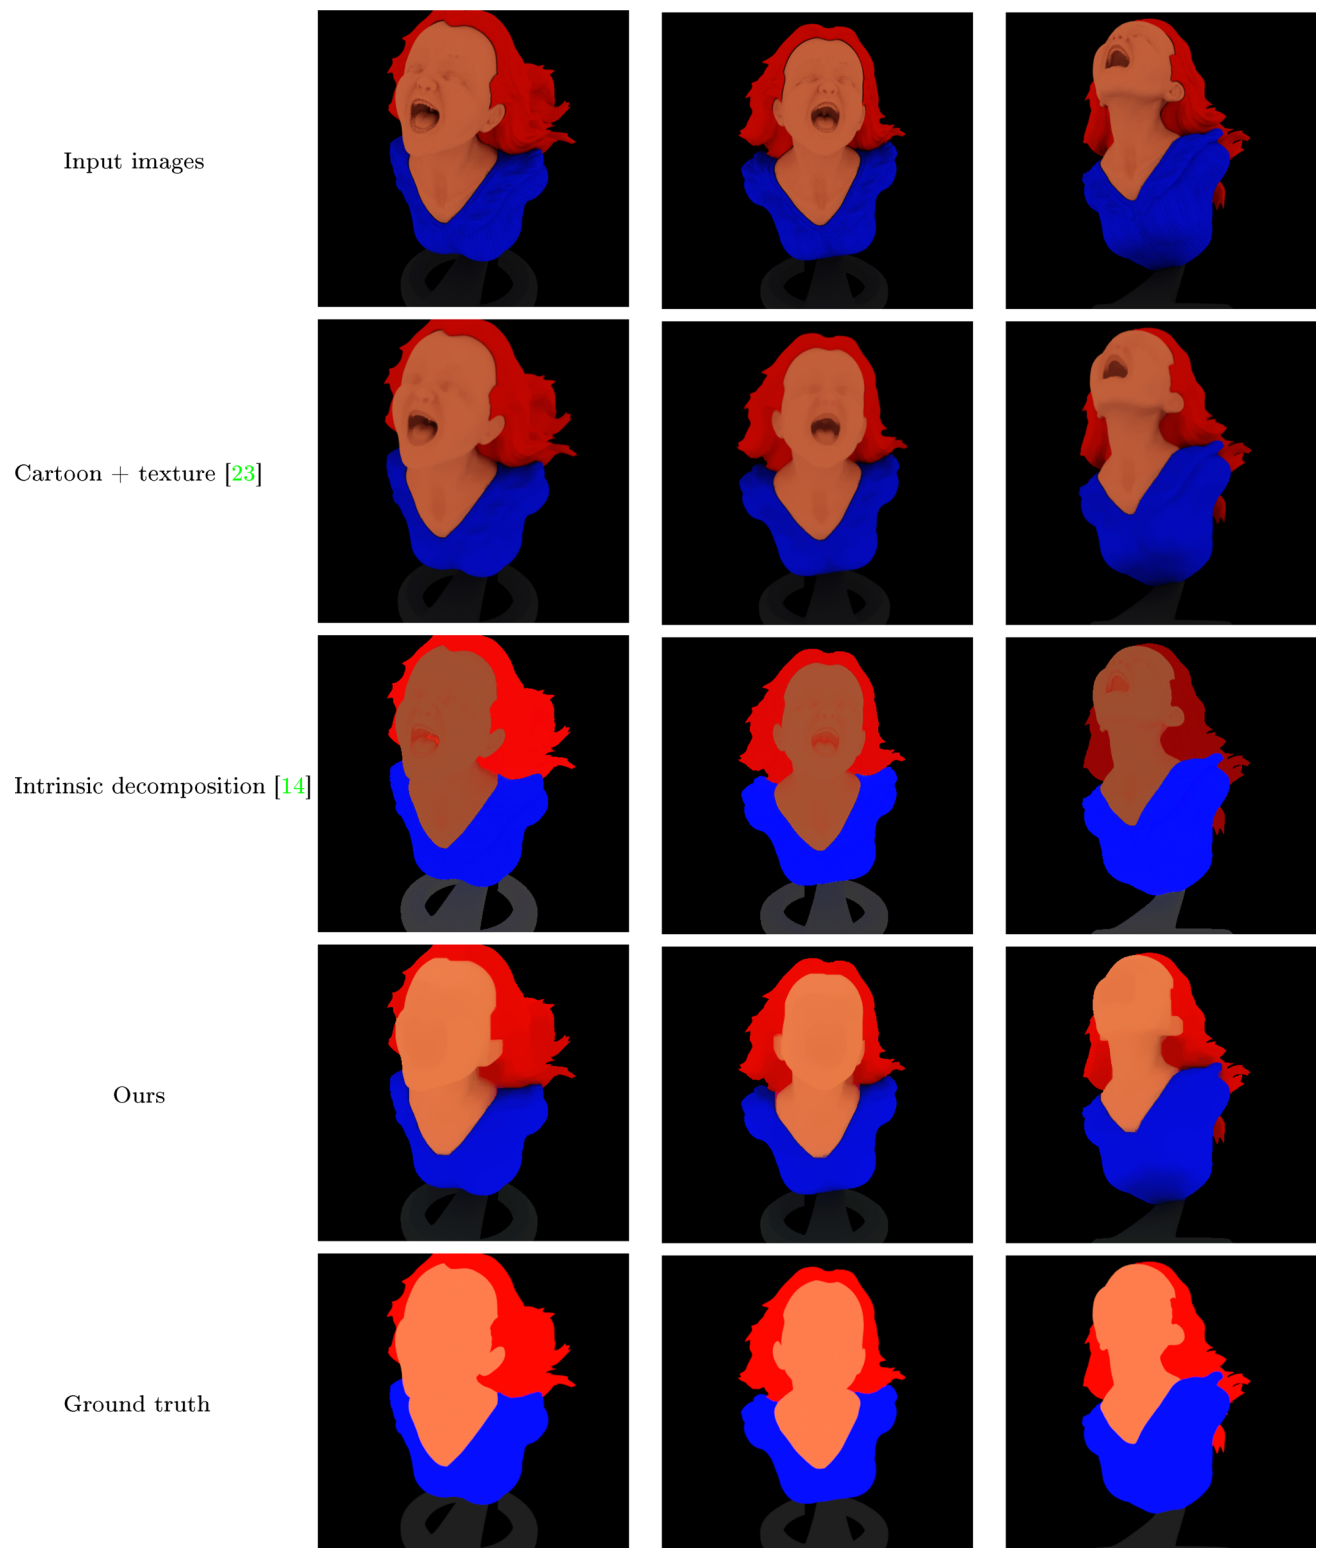 Input images
Cartoon + texture [23]
Intrinsic decomposition [14]
Ours
Ground truth